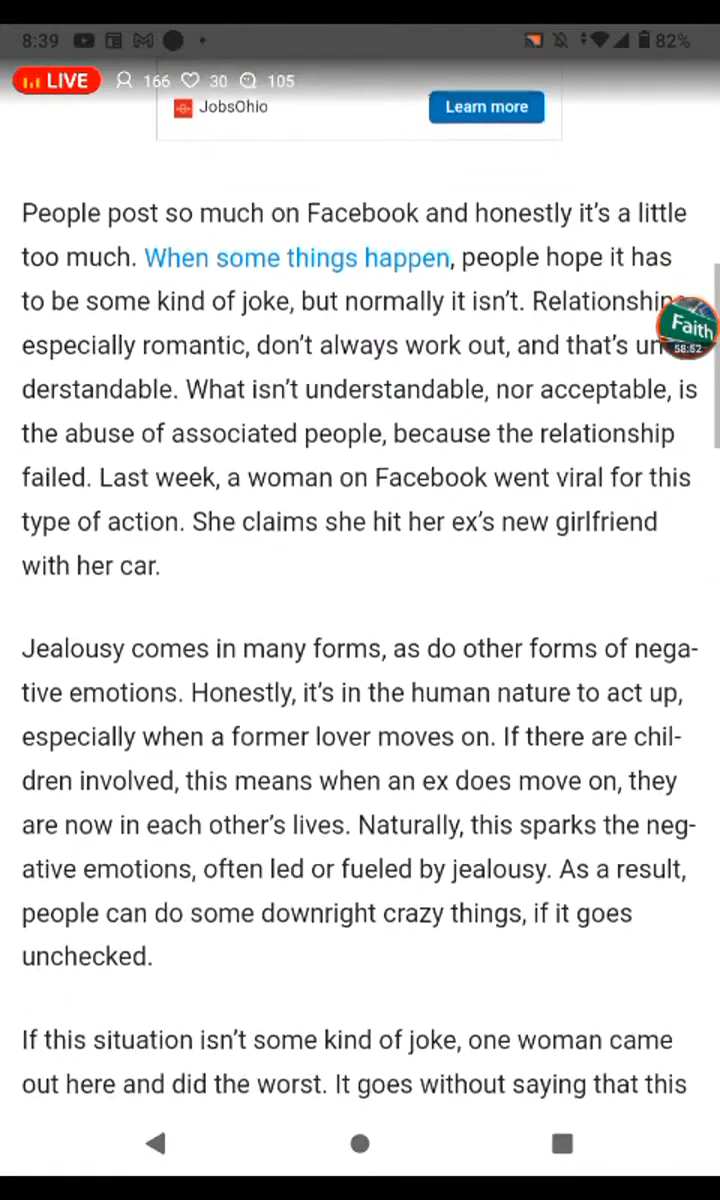 8:39
82%
LIVE 166 30 105
JobsOhio
Learn more
People post so much on Facebook and honestly it's a little
too much. When some things happen, people hope it has
to be some kind of joke, but normally it isn't. Relationship
especially romantic, don't always work out, and that's un
derstandable. What isn't understandable, nor acceptable, is
the abuse of associated people, because the relationship
failed. Last week, a woman on Facebook went viral for this
type of action. She claims she hit her ex's new girlfriend
with her car.
Faith
58:52
Jealousy comes in many forms, as do other forms of nega-
tive emotions. Honestly, it's in the human nature to act up,
especially when a former lover moves on. If there are chil-
dren involved, this means when an ex does move on, they
are now in each other's lives. Naturally, this sparks the neg-
ative emotions, often led or fueled by jealousy. As a result,
people can do some downright crazy things, if it goes
unchecked.
If this situation isn't some kind of joke, one woman came
out here and did the worst. It goes without saying that this